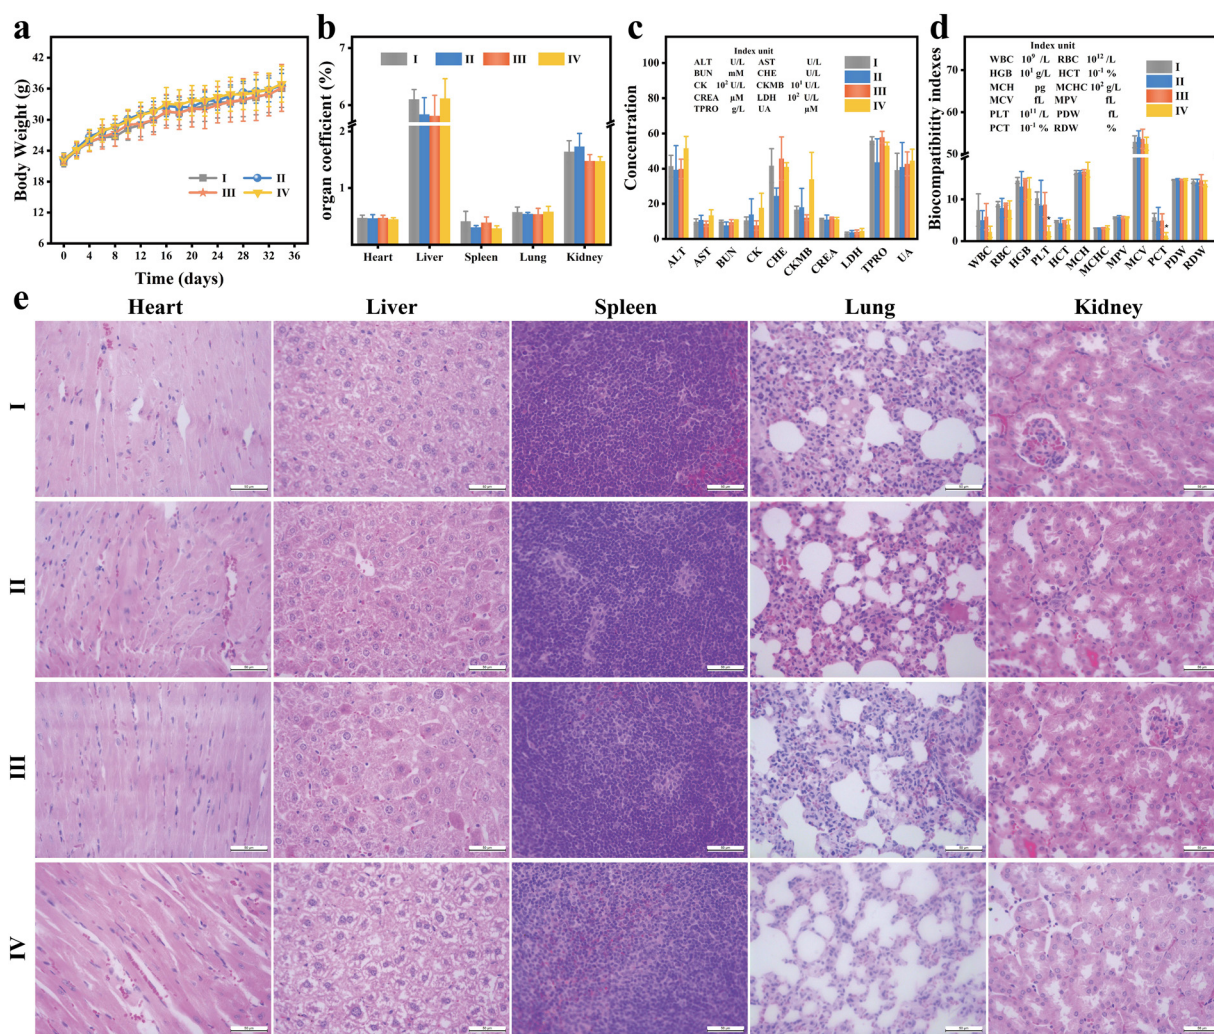 a
Body Weight (g)
42
36
30
24
18
12
6
I II
III IV
0 4 8 12 16 20 24 28 32 36
Time (days)
b
organ coefficient (%)
7
6
2
1
I II III IV
Heart Liver Spleen Lung Kidney
c
Concentration
100
80
60
40
20
0
Index unit
ALT U/L AST U/L
BUN mM CHE U/L
CK 10² U/L CKMB 10¹ U/L
CREA μM LDH 10² U/L
TPRO g/L UA μM
I
II
III
IV
ALT AST BUN CK CHE CKMB CREA LDH TPRO UA
d
Biocompatibitity indexes
70
60
50
10
0
Index unit
WBC 10⁹ /L RBC 10¹² /L
HGB 10¹ g/L HCT 10⁻¹ %
MCH pg MCHC 10² g/L
MCV fL MPV fL
PLT 10¹¹ /L PDW fL
PCT 10⁻¹ % RDW %
I
II
III
IV
* *
WBC RBC HGB PLT HCT MCH MCHC MPV MCV PCT PDW RDW
e
Heart Liver Spleen Lung Kidney
I
II
III
IV